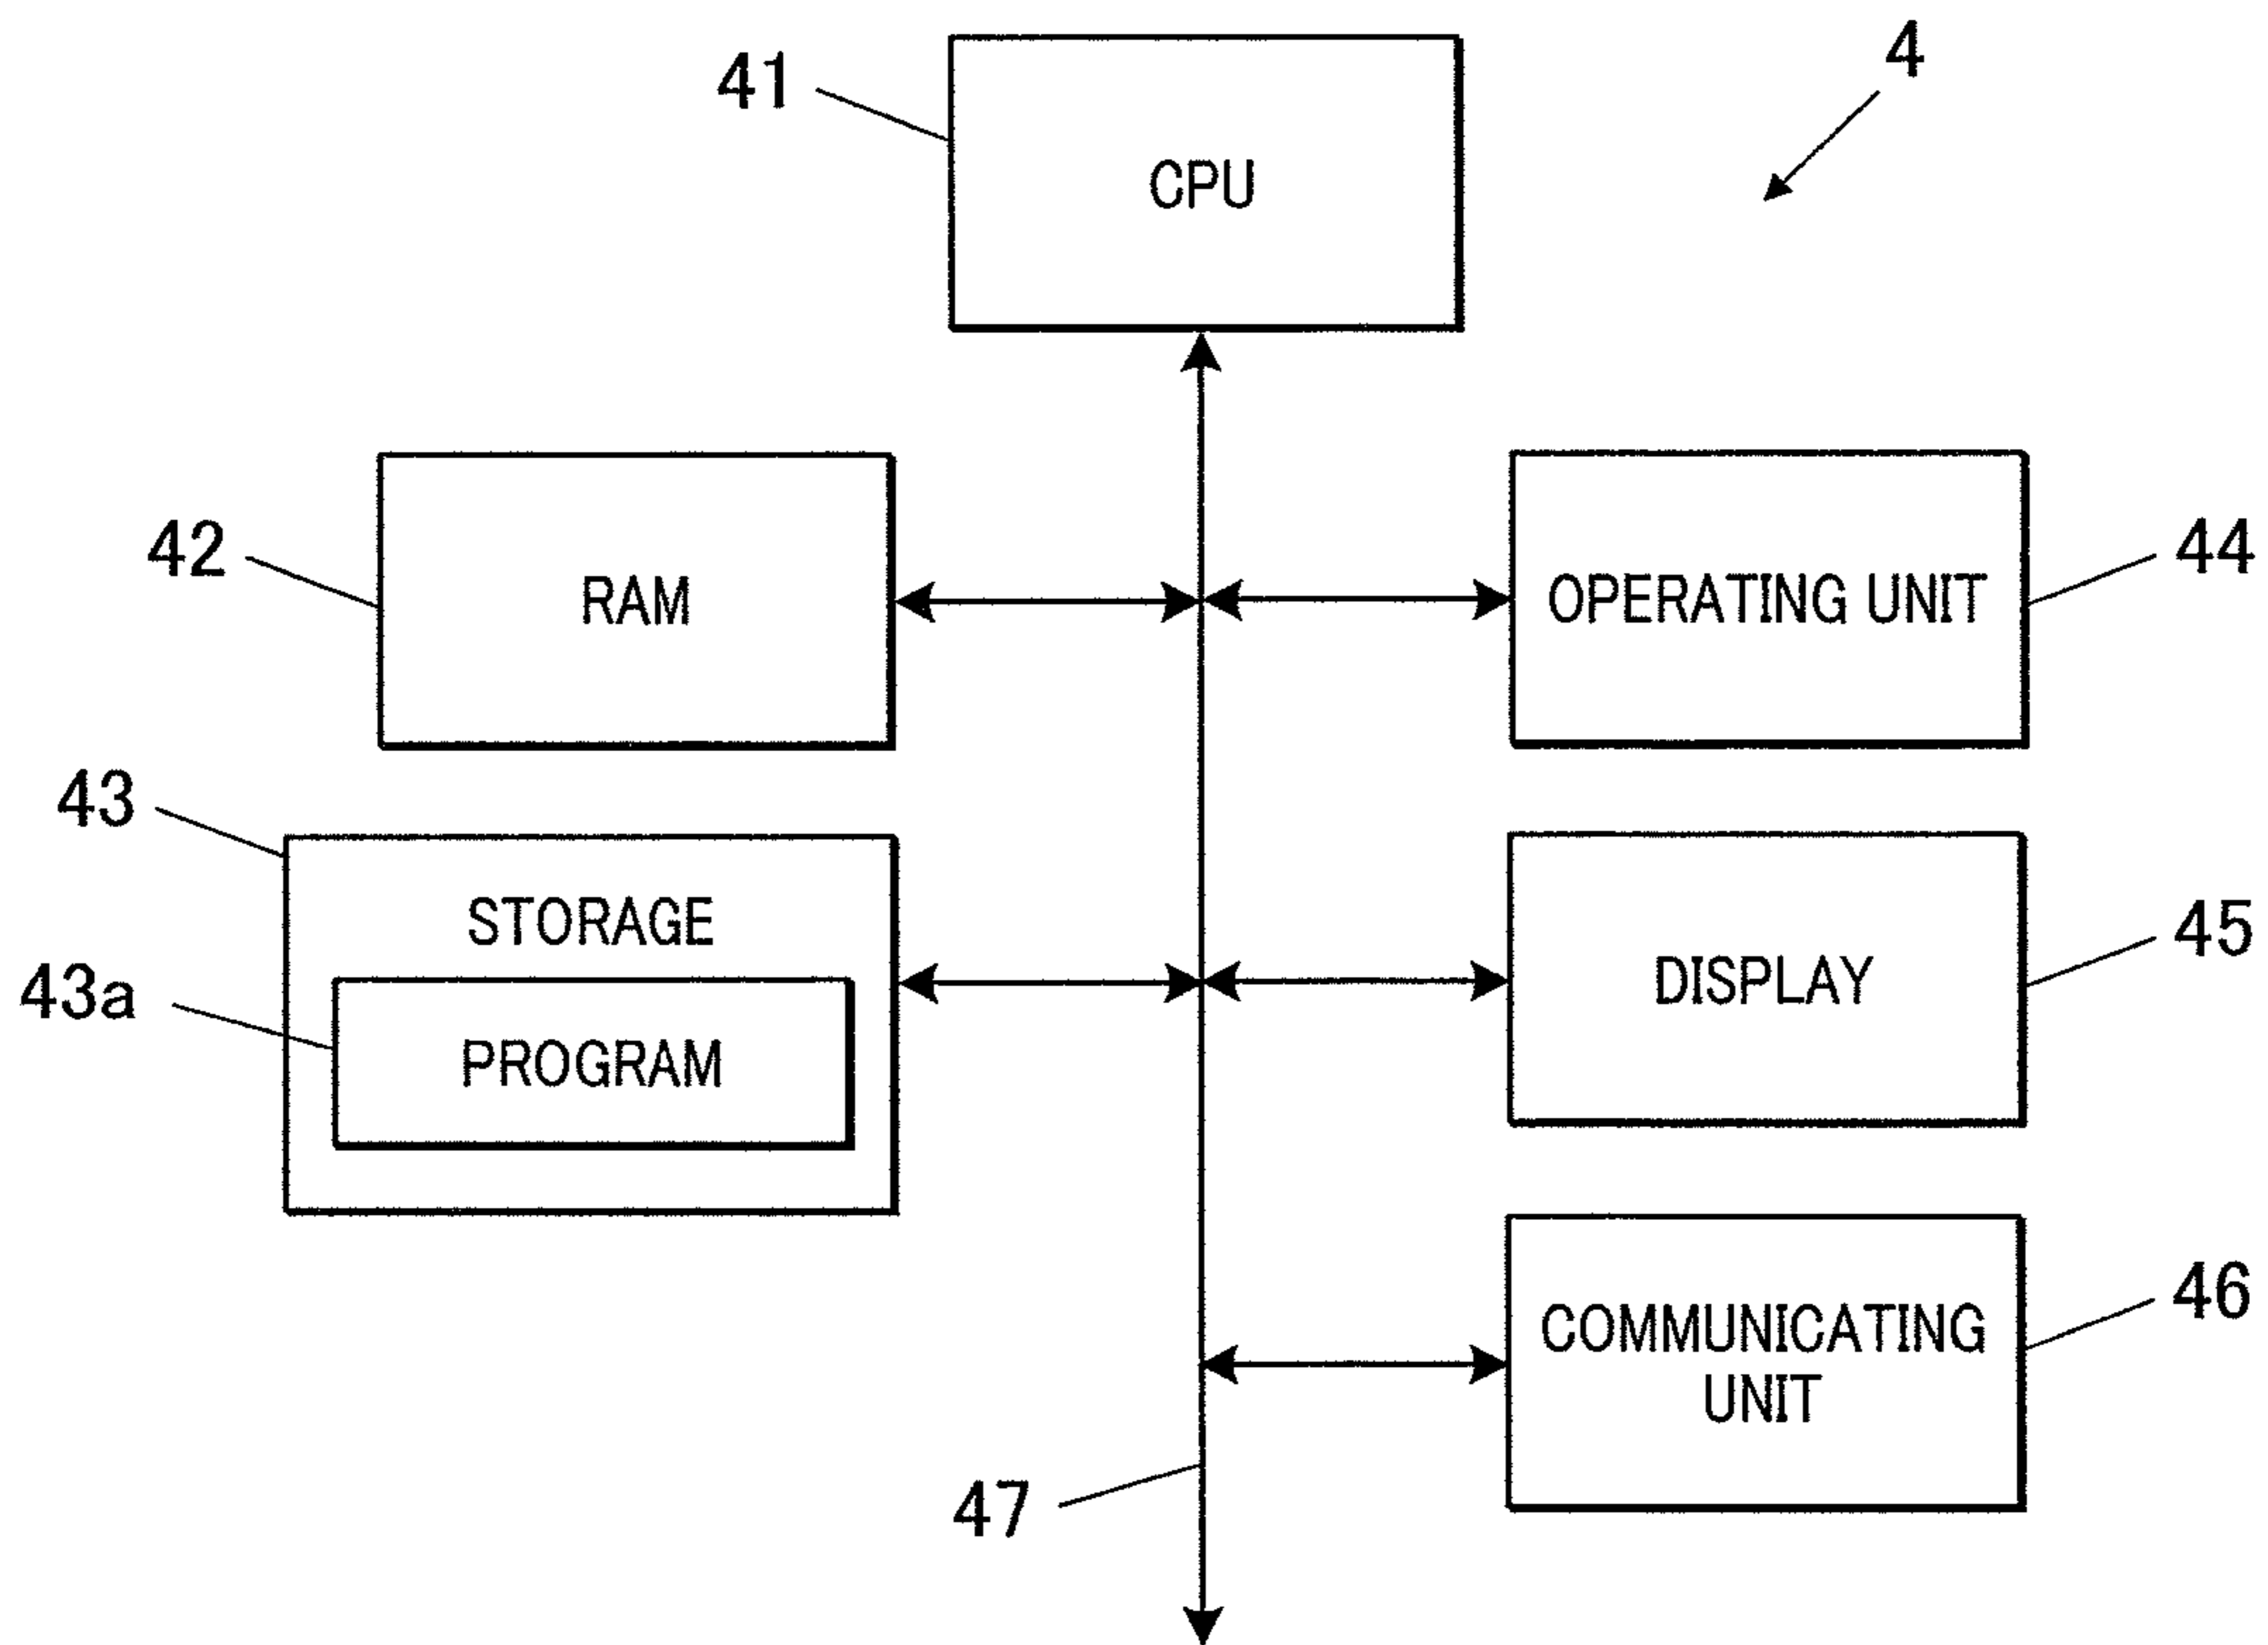 4
41
CPU
42
RAM
44
OPERATING UNIT
43
STORAGE
43a
PROGRAM
45
DISPLAY
46
COMMUNICATING
UNIT
47